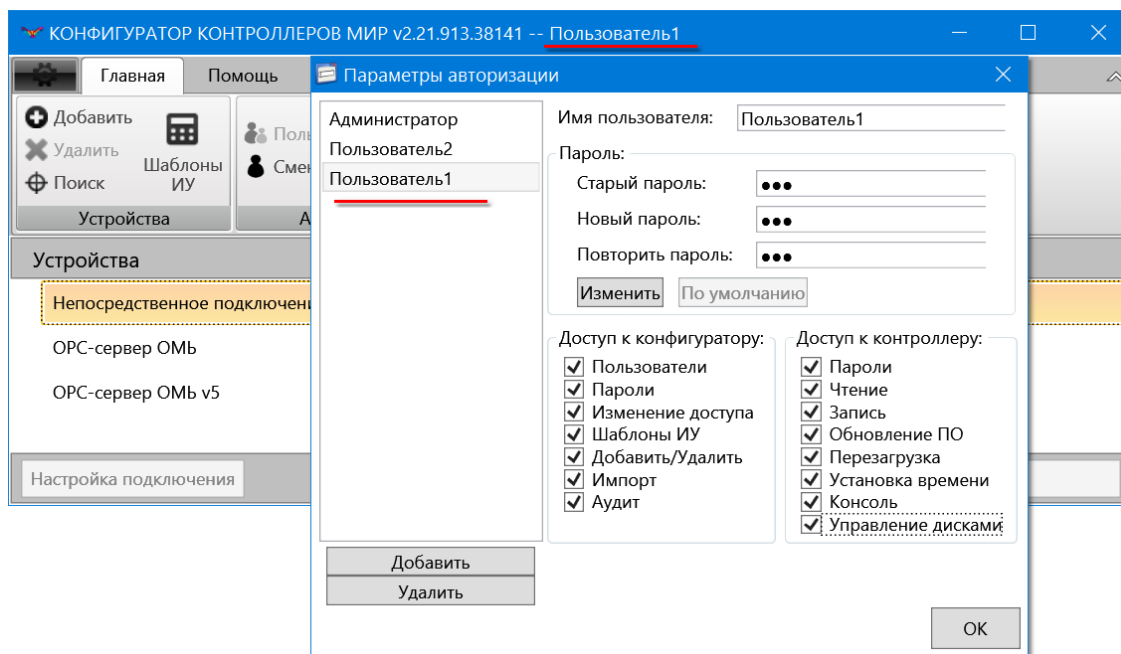 КОНФИГУРАТОР КОНТРОЛЛЕРОВ МИР v2.21.913.38141 -- Пользователь1
Главная Помощь
Добавить
Удалить
Поиск
Шаблоны
ИУ
Устройства
Устройства
Непосредственное
ОРС-сервер ОМЬ
ОРС-сервер ОМЬ v5
Настройка подключения
Параметры авторизации
Администратор
Пользователь2
Пользователь1
Добавить
Удалить
Имя пользователя: Пользователь1
Пароль:
Старый пароль: ●●●
Новый пароль: ●●●
Повторить пароль: ●●●
Изменить По умолчанию
Доступ к конфигуратору:
Пользователи
Пароли
Изменение доступа
Шаблоны ИУ
Добавить/Удалить
Импорт
Аудит
Доступ к контроллеру:
Пароли
Чтение
Запись
Обновление ПО
Перезагрузка
Установка времени
Консоль
Управление дисками
OK